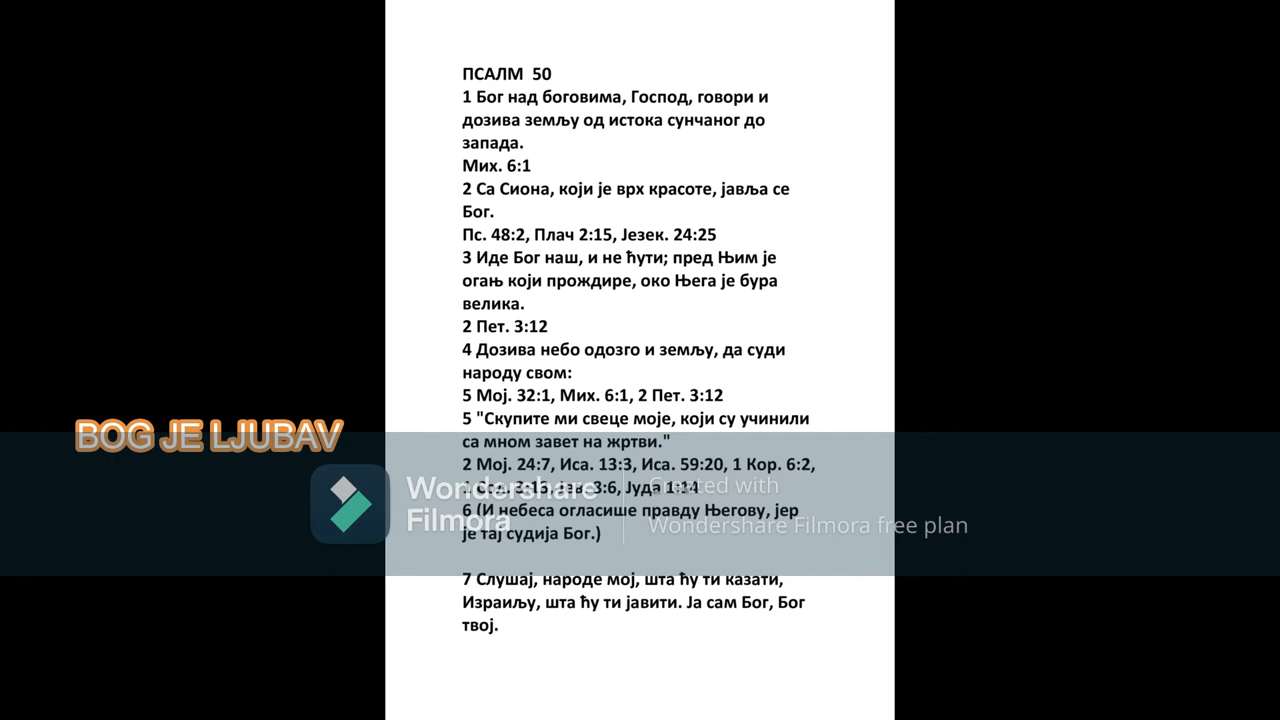 ПСАЛМ 50
1 Бог над боговима, Господ, говори и
дозива земљу од истока сунчаног до
запада.
Мих. 6:1
2 Са Сиона, који је врх красоте, јавља се
Бог.
Пс. 48:2, Плач 2:15, Језек. 24:25
3 Иде Бог наш, и не ћути; пред Њим је
огањ који прождире, око Њега је бура
велика.
2 Пет. 3:12
4 Дозива небо одозго и земљу, да суди
народу свом:
5 Мој. 32:1, Мих. 6:1, 2 Пет. 3:12
5 "Скупите ми свеце моје, који су учинили
са мном завет на жртви."
2 Мој. 24:7, Иса. 13:3, Иса. 59:20, 1 Кор. 6:2,
3:6, Јуда 1:14
6 (И небеса огласише правду Његову, јер
је тај судија Бог.)
7 Слушај, народе мој, шта ћу ти казати,
Израиљу, шта ћу ти јавити. Ја сам Бог, Бог
твој.
BOG JE LJUBAV
Wondershare
Filmora
Created with
Wondershare Filmora free plan